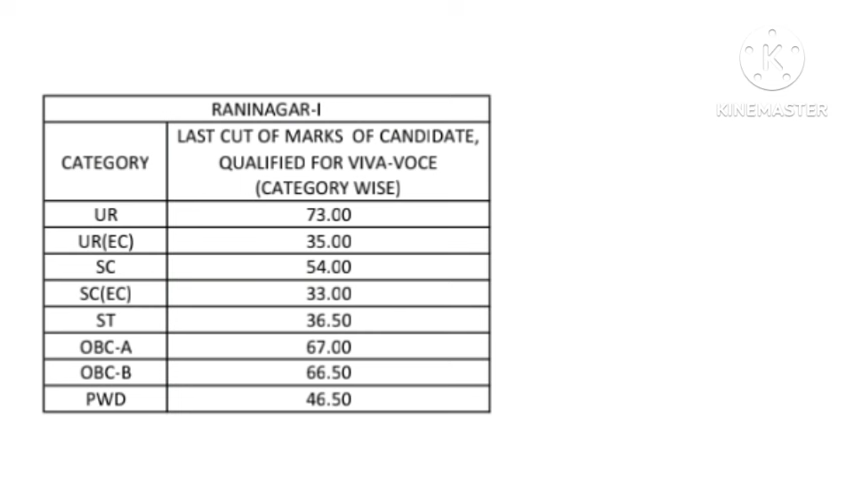 K
KINEMASTER
RANINAGAR-I
CATEGORY
LAST CUT OF MARKS OF CANDIDATE,
QUALIFIED FOR VIVA-VOCE
(CATEGORY WISE)
UR 73.00
UR(EC) 35.00
SC 54.00
SC(EC) 33.00
ST 36.50
OBC-A 67.00
OBC-B 66.50
PWD 46.50